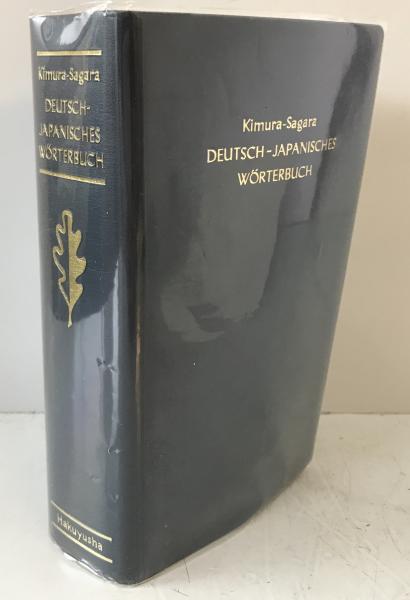 Kimura-Sagara
DEUTSCH-
JAPANISCHES
WÖRTERBUCH
Hakuyusha
Kimura-Sagara
DEUTSCH-JAPANISCHES
WÖRTERBUCH